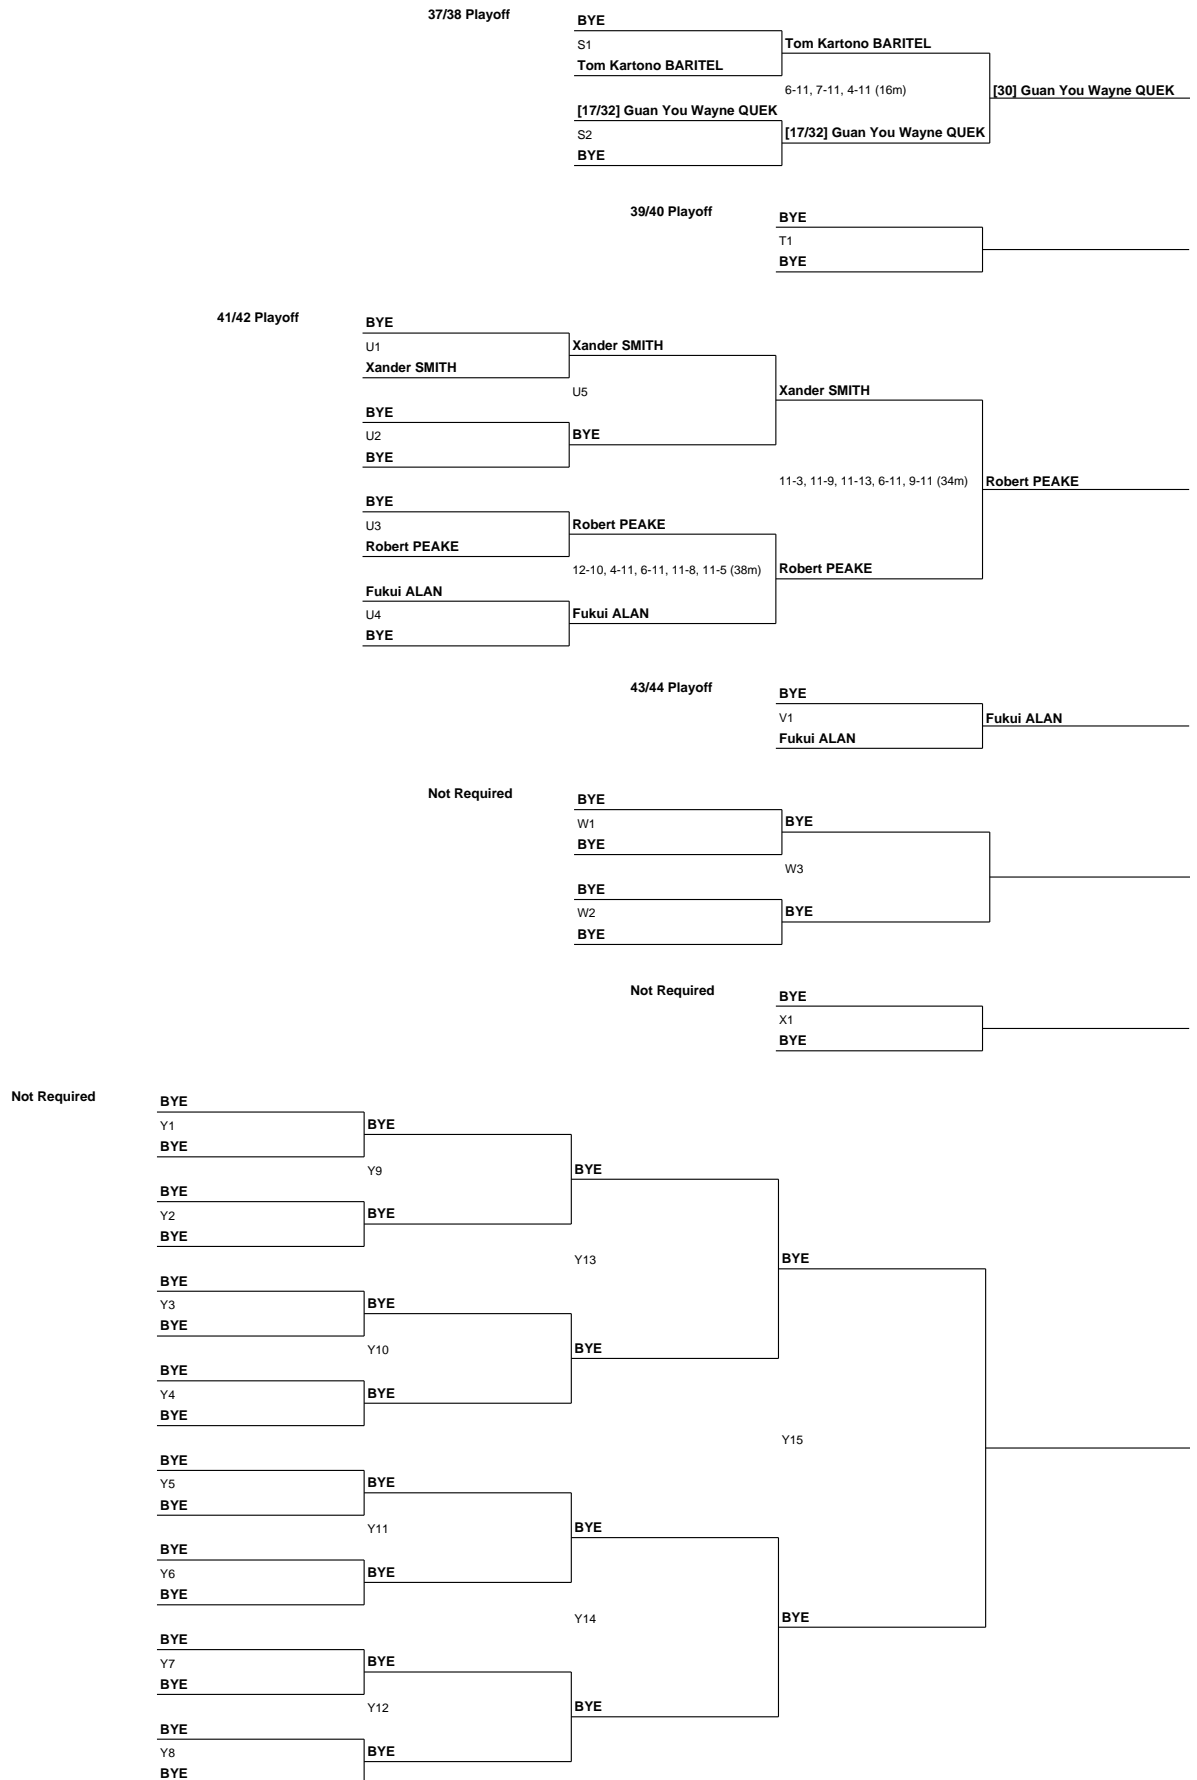 37/38 Playoff
BYE
S1
Tom Kartono BARITEL
Tom Kartono BARITEL
6-11, 7-11, 4-11 (16m)
[30] Guan You Wayne QUEK
[17/32] Guan You Wayne QUEK
S2
[17/32] Guan You Wayne QUEK
BYE
39/40 Playoff
BYE
T1
BYE
41/42 Playoff
BYE
U1
Xander SMITH
Xander SMITH
U5
Xander SMITH
BYE
U2
BYE
BYE
11-3, 11-9, 11-13, 6-11, 9-11 (34m)
Robert PEAKE
BYE
U3
Robert PEAKE
Robert PEAKE
12-10, 4-11, 6-11, 11-8, 11-5 (38m)
Robert PEAKE
Fukui ALAN
U4
Fukui ALAN
BYE
43/44 Playoff
BYE
V1
Fukui ALAN
Fukui ALAN
Not Required
BYE
W1
BYE
BYE
W3
BYE
W2
BYE
BYE
Not Required
BYE
X1
BYE
Not Required
BYE
Y1
BYE
BYE
Y9
BYE
BYE
Y2
BYE
BYE
Y13
BYE
BYE
Y3
BYE
BYE
Y10
BYE
BYE
Y4
BYE
BYE
Y15
BYE
Y5
BYE
BYE
Y11
BYE
BYE
Y6
BYE
BYE
Y14
BYE
BYE
Y7
BYE
BYE
Y12
BYE
BYE
Y8
BYE
BYE